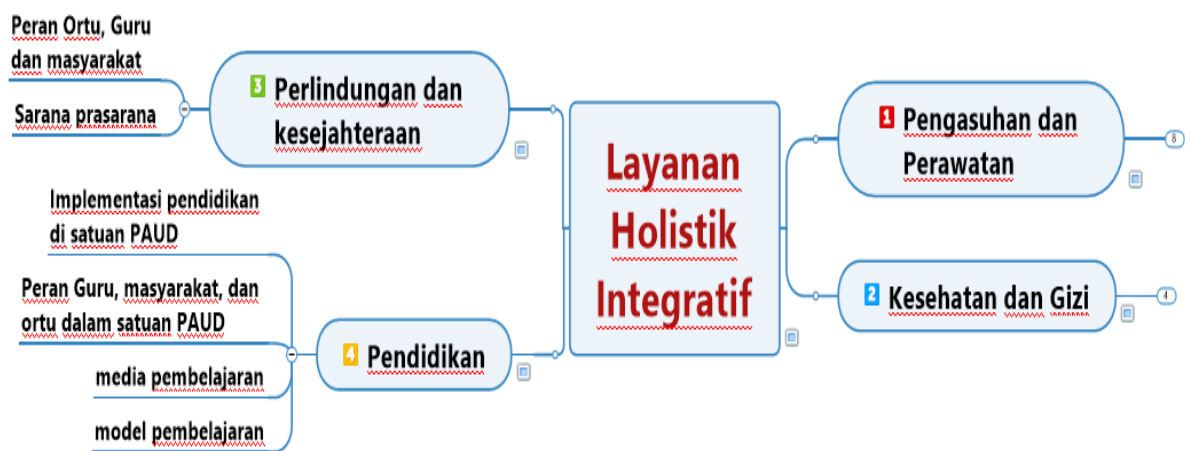 Layanan
Holistik
Integratif
1 Pengasuhan dan
Perawatan
8
2 Kesehatan dan Gizi
4
3 Perlindungan dan
kesejahteraan
Peran Ortu, Guru
dan masyarakat
Sarana prasarana
4 Pendidikan
Implementasi pendidikan
di satuan PAUD
Peran Guru, masyarakat, dan
ortu dalam satuan PAUD
media pembelajaran
model pembelajaran